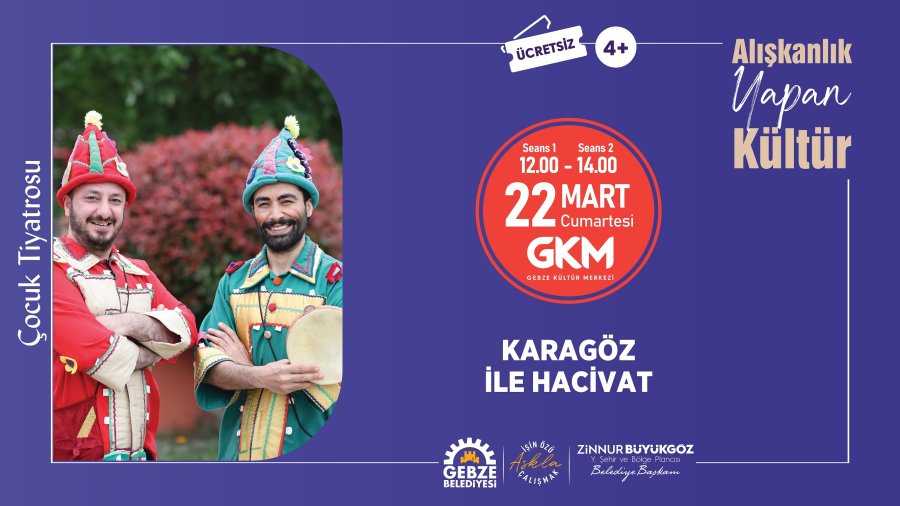 ÜCRETSİZ
4+
Alışkanlık
Yapan
Kültür
Çocuk Tiyatrosu
Seans 1 Seans 2
12.00 - 14.00
22 MART
Cumartesi
GKM
GEBZE KÜLTÜR MERKEZİ
KARAGÖZ
İLE HACİVAT
GEBZE
BELEDİYESİ
İŞİN ÖZÜ
Aşkla
ÇALIŞMAK
ZİNNUR BÜYÜKGÖZ
Y. Şehir ve Bölge Plancısı
Belediye Başkanı